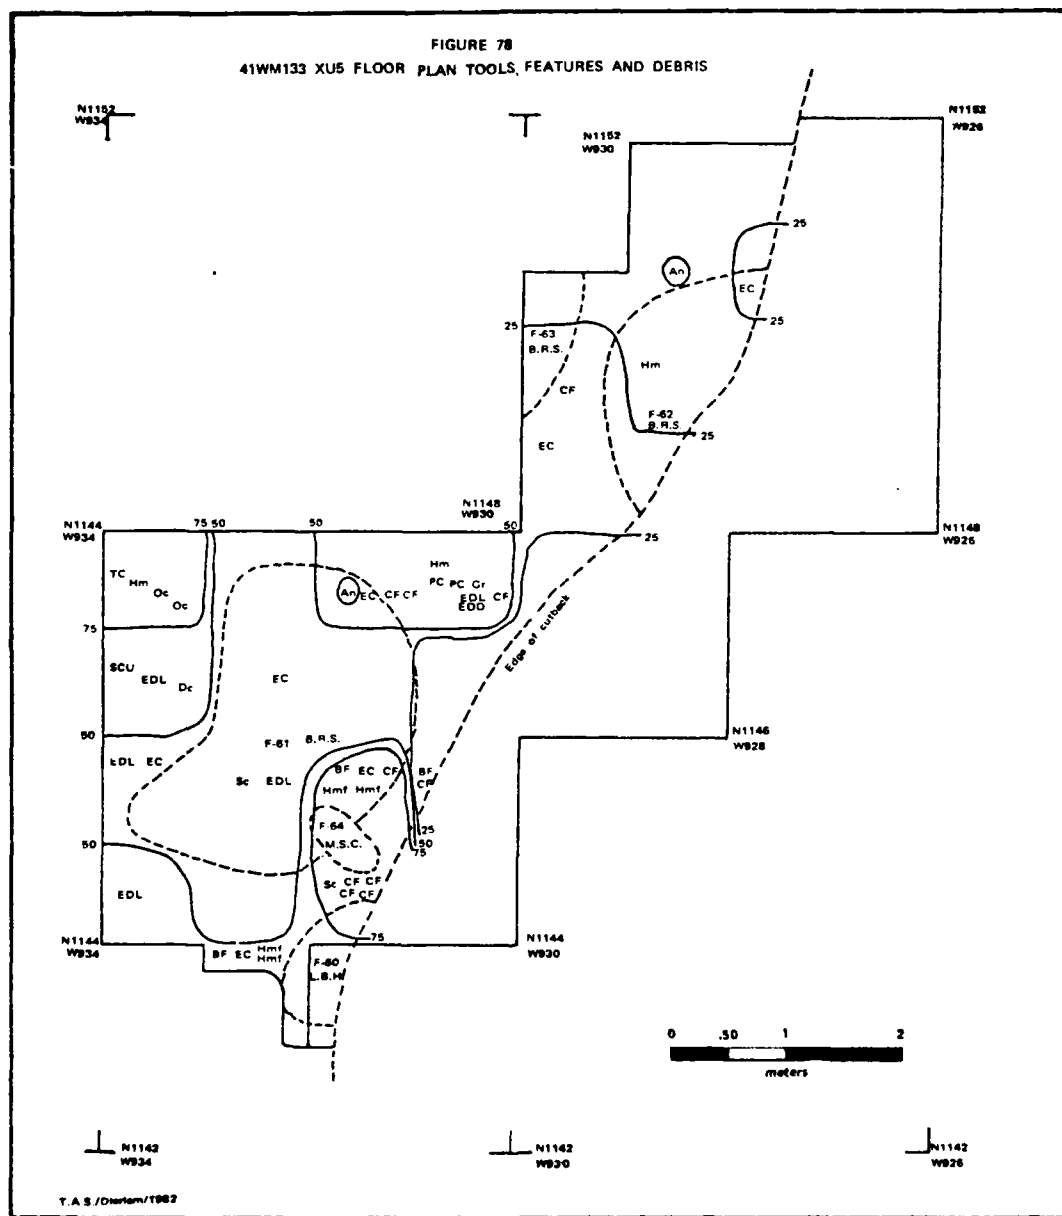 FIGURE 78
41WM133 XU5 FLOOR PLAN TOOLS, FEATURES AND DEBRIS
N1152
W934
N1152
W930
N1152
W926
25
An
EC
25
25
F-63
B.R.S.
Hm
CF
F-62
B.R.S.
25
EC
N1144
W934
75 50
50
N1148
W930
50
25
N1148
W926
TC
Hm
Oc
Oc
Hm
PC PC Gr
An
EC CF CF
EDL CF
EDD
75
Edge of cutback
SCU
EDL
Dc
EC
50
F-61
B.R.S.
N1146
W928
EDL EC
Sc EDL
BF EC CF
BF
CF
Hmf Hmf
F-64
M.S.C.
25
50
75
50
Sc CF CF
CF CF
EDL
75
N1144
W934
N1144
W930
BF EC Hmf
Hmf
F-60
L.B.H.
0 .50 1 2
meters
N1142
W934
N1142
W930
N1142
W926
T.A.S./Dierlam/1982